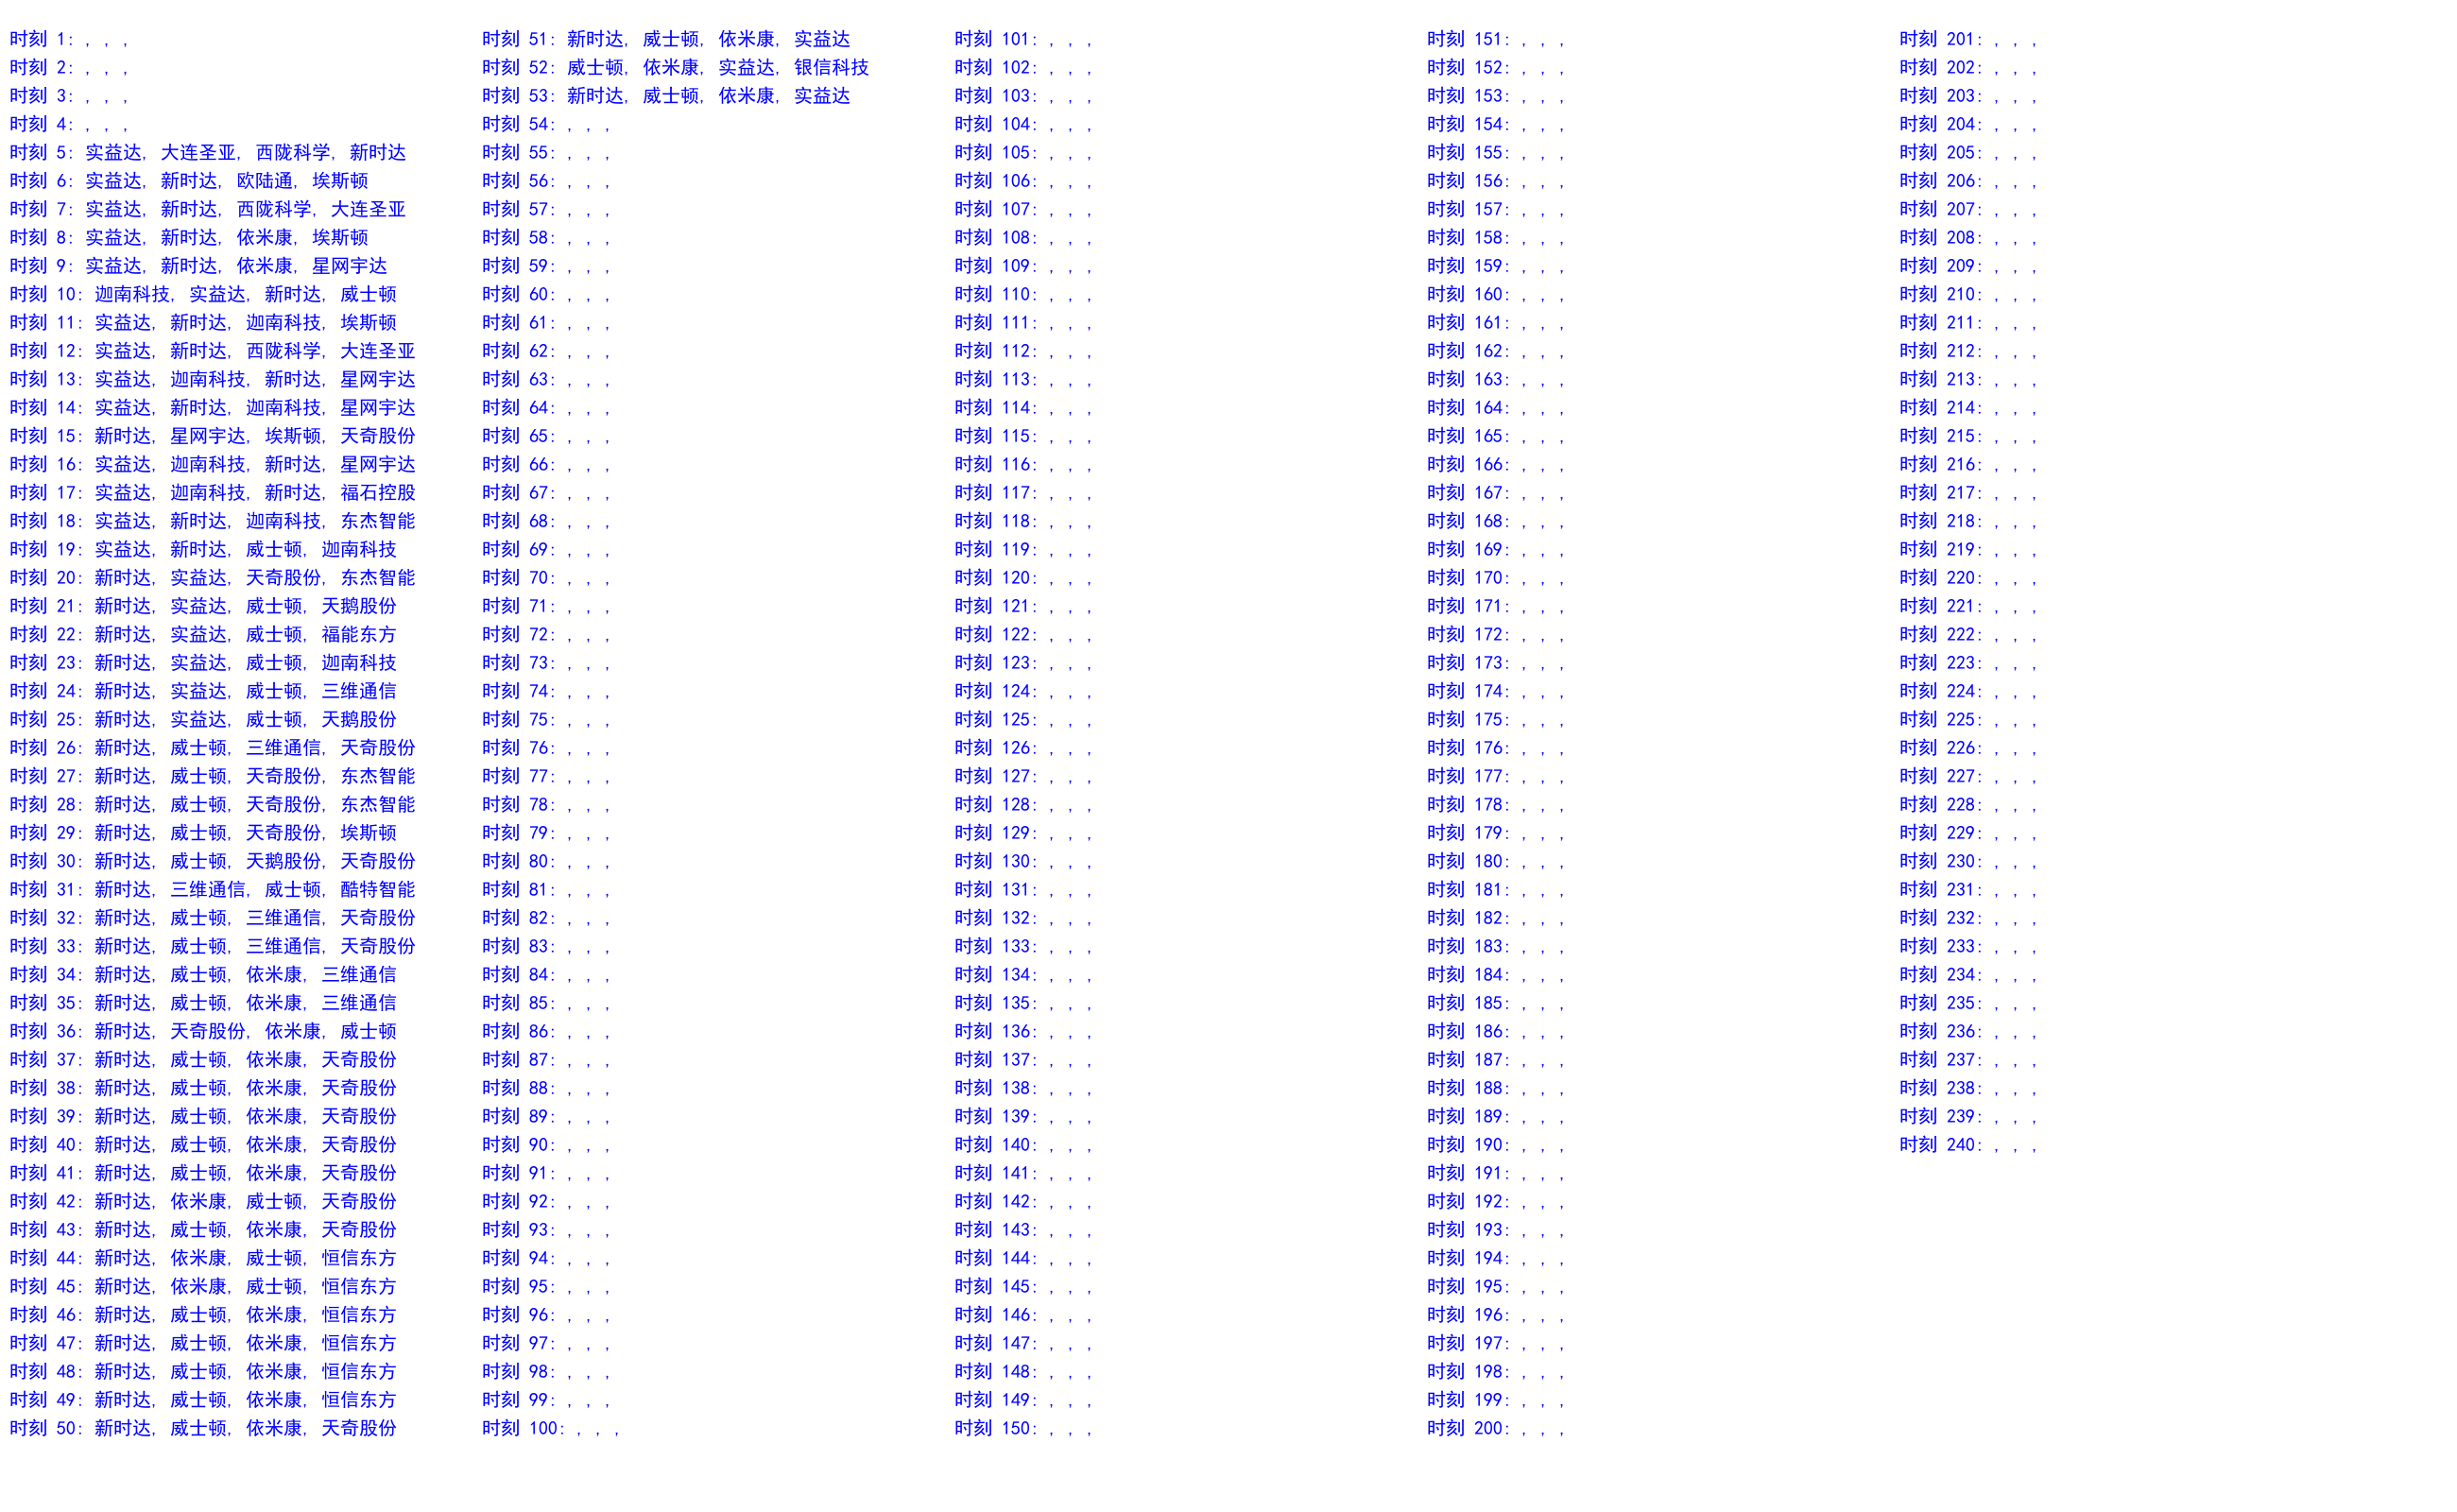 时刻 1: , , ,
时刻 2: , , ,
时刻 3: , , ,
时刻 4: , , ,
时刻 5: 实益达, 大连圣亚, 西陇科学, 新时达
时刻 6: 实益达, 新时达, 欧陆通, 埃斯顿
时刻 7: 实益达, 新时达, 西陇科学, 大连圣亚
时刻 8: 实益达, 新时达, 依米康, 埃斯顿
时刻 9: 实益达, 新时达, 依米康, 星网宇达
时刻 10: 迦南科技, 实益达, 新时达, 威士顿
时刻 11: 实益达, 新时达, 迦南科技, 埃斯顿
时刻 12: 实益达, 新时达, 西陇科学, 大连圣亚
时刻 13: 实益达, 迦南科技, 新时达, 星网宇达
时刻 14: 实益达, 新时达, 迦南科技, 星网宇达
时刻 15: 新时达, 星网宇达, 埃斯顿, 天奇股份
时刻 16: 实益达, 迦南科技, 新时达, 星网宇达
时刻 17: 实益达, 迦南科技, 新时达, 福石控股
时刻 18: 实益达, 新时达, 迦南科技, 东杰智能
时刻 19: 实益达, 新时达, 威士顿, 迦南科技
时刻 20: 新时达, 实益达, 天奇股份, 东杰智能
时刻 21: 新时达, 实益达, 威士顿, 天鹅股份
时刻 22: 新时达, 实益达, 威士顿, 福能东方
时刻 23: 新时达, 实益达, 威士顿, 迦南科技
时刻 24: 新时达, 实益达, 威士顿, 三维通信
时刻 25: 新时达, 实益达, 威士顿, 天鹅股份
时刻 26: 新时达, 威士顿, 三维通信, 天奇股份
时刻 27: 新时达, 威士顿, 天奇股份, 东杰智能
时刻 28: 新时达, 威士顿, 天奇股份, 东杰智能
时刻 29: 新时达, 威士顿, 天奇股份, 埃斯顿
时刻 30: 新时达, 威士顿, 天鹅股份, 天奇股份
时刻 31: 新时达, 三维通信, 威士顿, 酷特智能
时刻 32: 新时达, 威士顿, 三维通信, 天奇股份
时刻 33: 新时达, 威士顿, 三维通信, 天奇股份
时刻 34: 新时达, 威士顿, 依米康, 三维通信
时刻 35: 新时达, 威士顿, 依米康, 三维通信
时刻 36: 新时达, 天奇股份, 依米康, 威士顿
时刻 37: 新时达, 威士顿, 依米康, 天奇股份
时刻 38: 新时达, 威士顿, 依米康, 天奇股份
时刻 39: 新时达, 威士顿, 依米康, 天奇股份
时刻 40: 新时达, 威士顿, 依米康, 天奇股份
时刻 41: 新时达, 威士顿, 依米康, 天奇股份
时刻 42: 新时达, 依米康, 威士顿, 天奇股份
时刻 43: 新时达, 威士顿, 依米康, 天奇股份
时刻 44: 新时达, 依米康, 威士顿, 恒信东方
时刻 45: 新时达, 依米康, 威士顿, 恒信东方
时刻 46: 新时达, 威士顿, 依米康, 恒信东方
时刻 47: 新时达, 威士顿, 依米康, 恒信东方
时刻 48: 新时达, 威士顿, 依米康, 恒信东方
时刻 49: 新时达, 威士顿, 依米康, 恒信东方
时刻 50: 新时达, 威士顿, 依米康, 天奇股份
时刻 51: 新时达, 威士顿, 依米康, 实益达
时刻 52: 威士顿, 依米康, 实益达, 银信科技
时刻 53: 新时达, 威士顿, 依米康, 实益达
时刻 54: , , ,
时刻 55: , , ,
时刻 56: , , ,
时刻 57: , , ,
时刻 58: , , ,
时刻 59: , , ,
时刻 60: , , ,
时刻 61: , , ,
时刻 62: , , ,
时刻 63: , , ,
时刻 64: , , ,
时刻 65: , , ,
时刻 66: , , ,
时刻 67: , , ,
时刻 68: , , ,
时刻 69: , , ,
时刻 70: , , ,
时刻 71: , , ,
时刻 72: , , ,
时刻 73: , , ,
时刻 74: , , ,
时刻 75: , , ,
时刻 76: , , ,
时刻 77: , , ,
时刻 78: , , ,
时刻 79: , , ,
时刻 80: , , ,
时刻 81: , , ,
时刻 82: , , ,
时刻 83: , , ,
时刻 84: , , ,
时刻 85: , , ,
时刻 86: , , ,
时刻 87: , , ,
时刻 88: , , ,
时刻 89: , , ,
时刻 90: , , ,
时刻 91: , , ,
时刻 92: , , ,
时刻 93: , , ,
时刻 94: , , ,
时刻 95: , , ,
时刻 96: , , ,
时刻 97: , , ,
时刻 98: , , ,
时刻 99: , , ,
时刻 100: , , ,
时刻 101: , , ,
时刻 102: , , ,
时刻 103: , , ,
时刻 104: , , ,
时刻 105: , , ,
时刻 106: , , ,
时刻 107: , , ,
时刻 108: , , ,
时刻 109: , , ,
时刻 110: , , ,
时刻 111: , , ,
时刻 112: , , ,
时刻 113: , , ,
时刻 114: , , ,
时刻 115: , , ,
时刻 116: , , ,
时刻 117: , , ,
时刻 118: , , ,
时刻 119: , , ,
时刻 120: , , ,
时刻 121: , , ,
时刻 122: , , ,
时刻 123: , , ,
时刻 124: , , ,
时刻 125: , , ,
时刻 126: , , ,
时刻 127: , , ,
时刻 128: , , ,
时刻 129: , , ,
时刻 130: , , ,
时刻 131: , , ,
时刻 132: , , ,
时刻 133: , , ,
时刻 134: , , ,
时刻 135: , , ,
时刻 136: , , ,
时刻 137: , , ,
时刻 138: , , ,
时刻 139: , , ,
时刻 140: , , ,
时刻 141: , , ,
时刻 142: , , ,
时刻 143: , , ,
时刻 144: , , ,
时刻 145: , , ,
时刻 146: , , ,
时刻 147: , , ,
时刻 148: , , ,
时刻 149: , , ,
时刻 150: , , ,
时刻 151: , , ,
时刻 152: , , ,
时刻 153: , , ,
时刻 154: , , ,
时刻 155: , , ,
时刻 156: , , ,
时刻 157: , , ,
时刻 158: , , ,
时刻 159: , , ,
时刻 160: , , ,
时刻 161: , , ,
时刻 162: , , ,
时刻 163: , , ,
时刻 164: , , ,
时刻 165: , , ,
时刻 166: , , ,
时刻 167: , , ,
时刻 168: , , ,
时刻 169: , , ,
时刻 170: , , ,
时刻 171: , , ,
时刻 172: , , ,
时刻 173: , , ,
时刻 174: , , ,
时刻 175: , , ,
时刻 176: , , ,
时刻 177: , , ,
时刻 178: , , ,
时刻 179: , , ,
时刻 180: , , ,
时刻 181: , , ,
时刻 182: , , ,
时刻 183: , , ,
时刻 184: , , ,
时刻 185: , , ,
时刻 186: , , ,
时刻 187: , , ,
时刻 188: , , ,
时刻 189: , , ,
时刻 190: , , ,
时刻 191: , , ,
时刻 192: , , ,
时刻 193: , , ,
时刻 194: , , ,
时刻 195: , , ,
时刻 196: , , ,
时刻 197: , , ,
时刻 198: , , ,
时刻 199: , , ,
时刻 200: , , ,
时刻 201: , , ,
时刻 202: , , ,
时刻 203: , , ,
时刻 204: , , ,
时刻 205: , , ,
时刻 206: , , ,
时刻 207: , , ,
时刻 208: , , ,
时刻 209: , , ,
时刻 210: , , ,
时刻 211: , , ,
时刻 212: , , ,
时刻 213: , , ,
时刻 214: , , ,
时刻 215: , , ,
时刻 216: , , ,
时刻 217: , , ,
时刻 218: , , ,
时刻 219: , , ,
时刻 220: , , ,
时刻 221: , , ,
时刻 222: , , ,
时刻 223: , , ,
时刻 224: , , ,
时刻 225: , , ,
时刻 226: , , ,
时刻 227: , , ,
时刻 228: , , ,
时刻 229: , , ,
时刻 230: , , ,
时刻 231: , , ,
时刻 232: , , ,
时刻 233: , , ,
时刻 234: , , ,
时刻 235: , , ,
时刻 236: , , ,
时刻 237: , , ,
时刻 238: , , ,
时刻 239: , , ,
时刻 240: , , ,